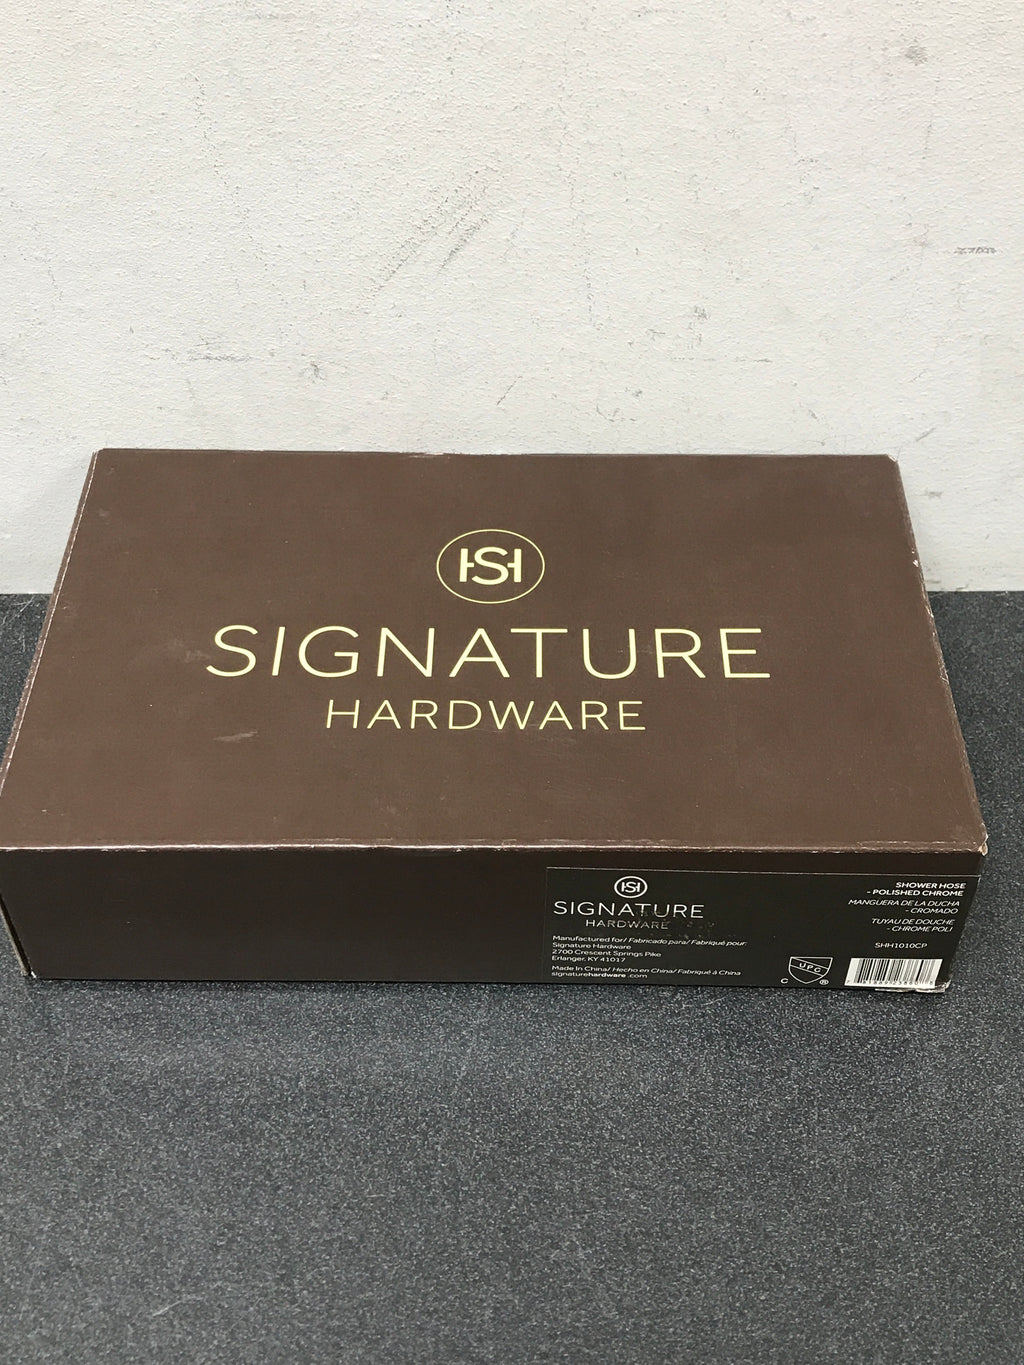 HS
SIGNATURE
HARDWARE
HS
SIGNATURE
HARDWARE
Manufactured for/ Fabricado para/ Fabriqué pour:
Signature Hardware
2700 Crescent Springs Pike
Erlanger, KY 41017
Made In China/ Hecho en China/ Fabriqué à China
signaturehardware.com
SHOWER HOSE
- POLISHED CHROME
MANGUERA DE LA DUCHA
- CROMADO
TUYAU DE DOUCHE
- CHROME POLI
SHH1010CP
UPC
C ®